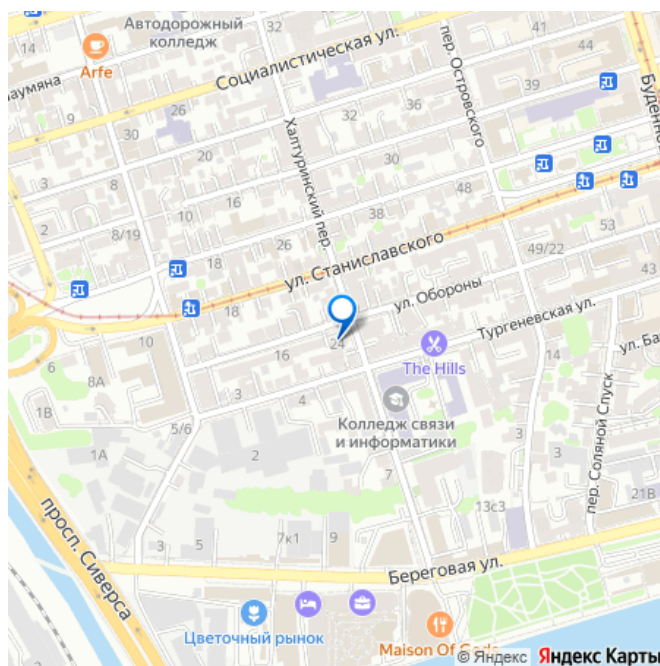 Автодорожный
колледж
14
32
41
44
Arfe
Социалистическая ул.
пер. Островского
Буденно
аумяна
9
26
39
42
36
32
30
Халтуринский пер.
20
30
3
8
48
16
10
38
2
8/19
26
18
53
49/22
ул. Станиславского
43
ул. Обороны
18
Тургеневская ул.
24
16
6
8А
The Hills
14
ул. Ба
1В
Колледж связи
и информатики
5/6
3
3
пер. Соляной Спуск
1А
2
7
просп. Сиверса
13с3
21В
3
5
7к1
9
Береговая ул.
Цветочный рынок
Maison Of Gods
© Яндекс Яндекс Карты